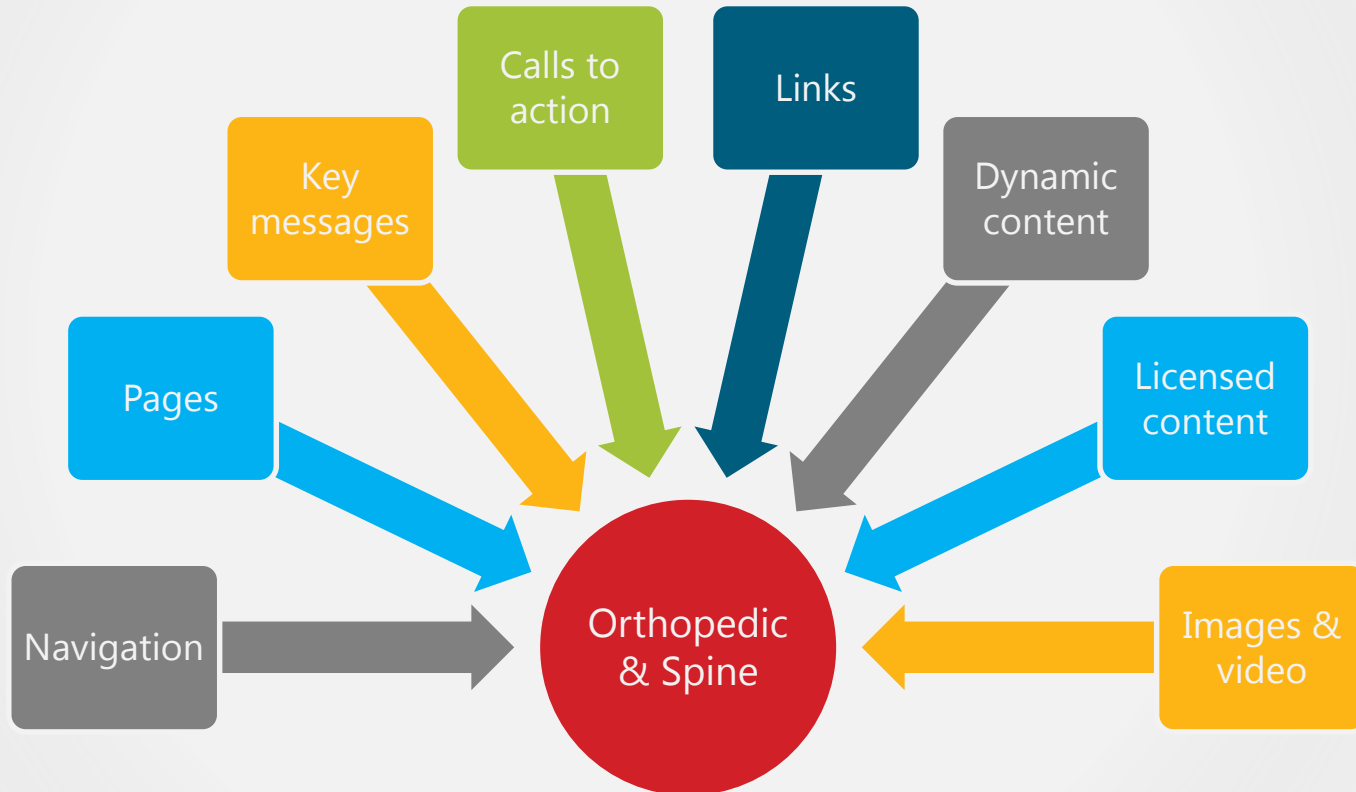 Calls to
action
Links
Key
messages
Dynamic
content
Pages
Licensed
content
Navigation
Orthopedic
& Spine
Images &
video